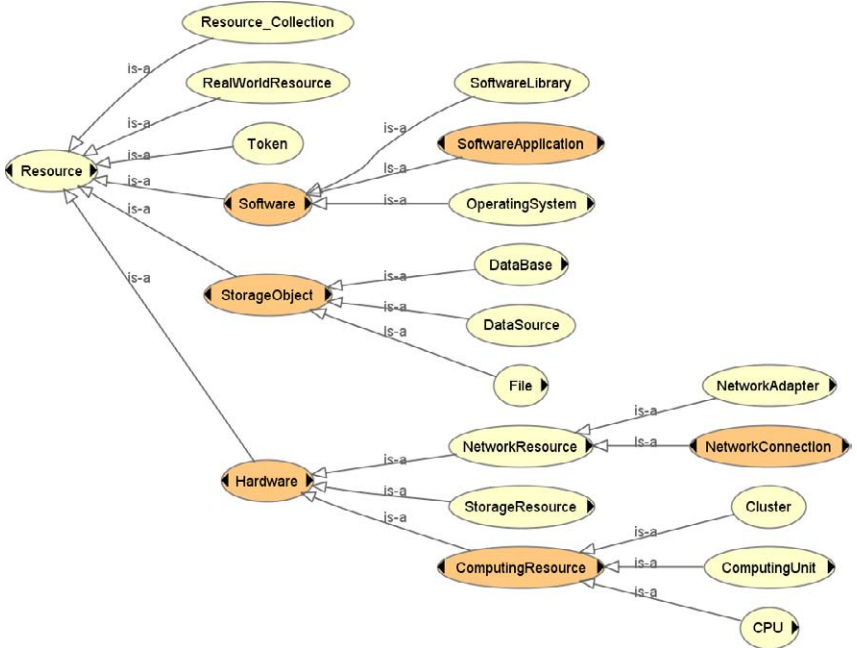 Resource_Collection
is-a
RealWorldResource
SoftwareLibrary
is-a
is-a
Token
SoftwareApplication
is-a
Is-a
Resource
is-a
Software
is-a
OperatingSystem
is-a
DataBase
is-a
StorageObject
is-a
DataSource
is-a
is-a
File
NetworkAdapter
is-a
NetworkResource
is-a
NetworkConnection
is-a
Hardware
is-a
StorageResource
Cluster
is-a
is-a
ComputingResource
is-a
ComputingUnit
is-a
CPU